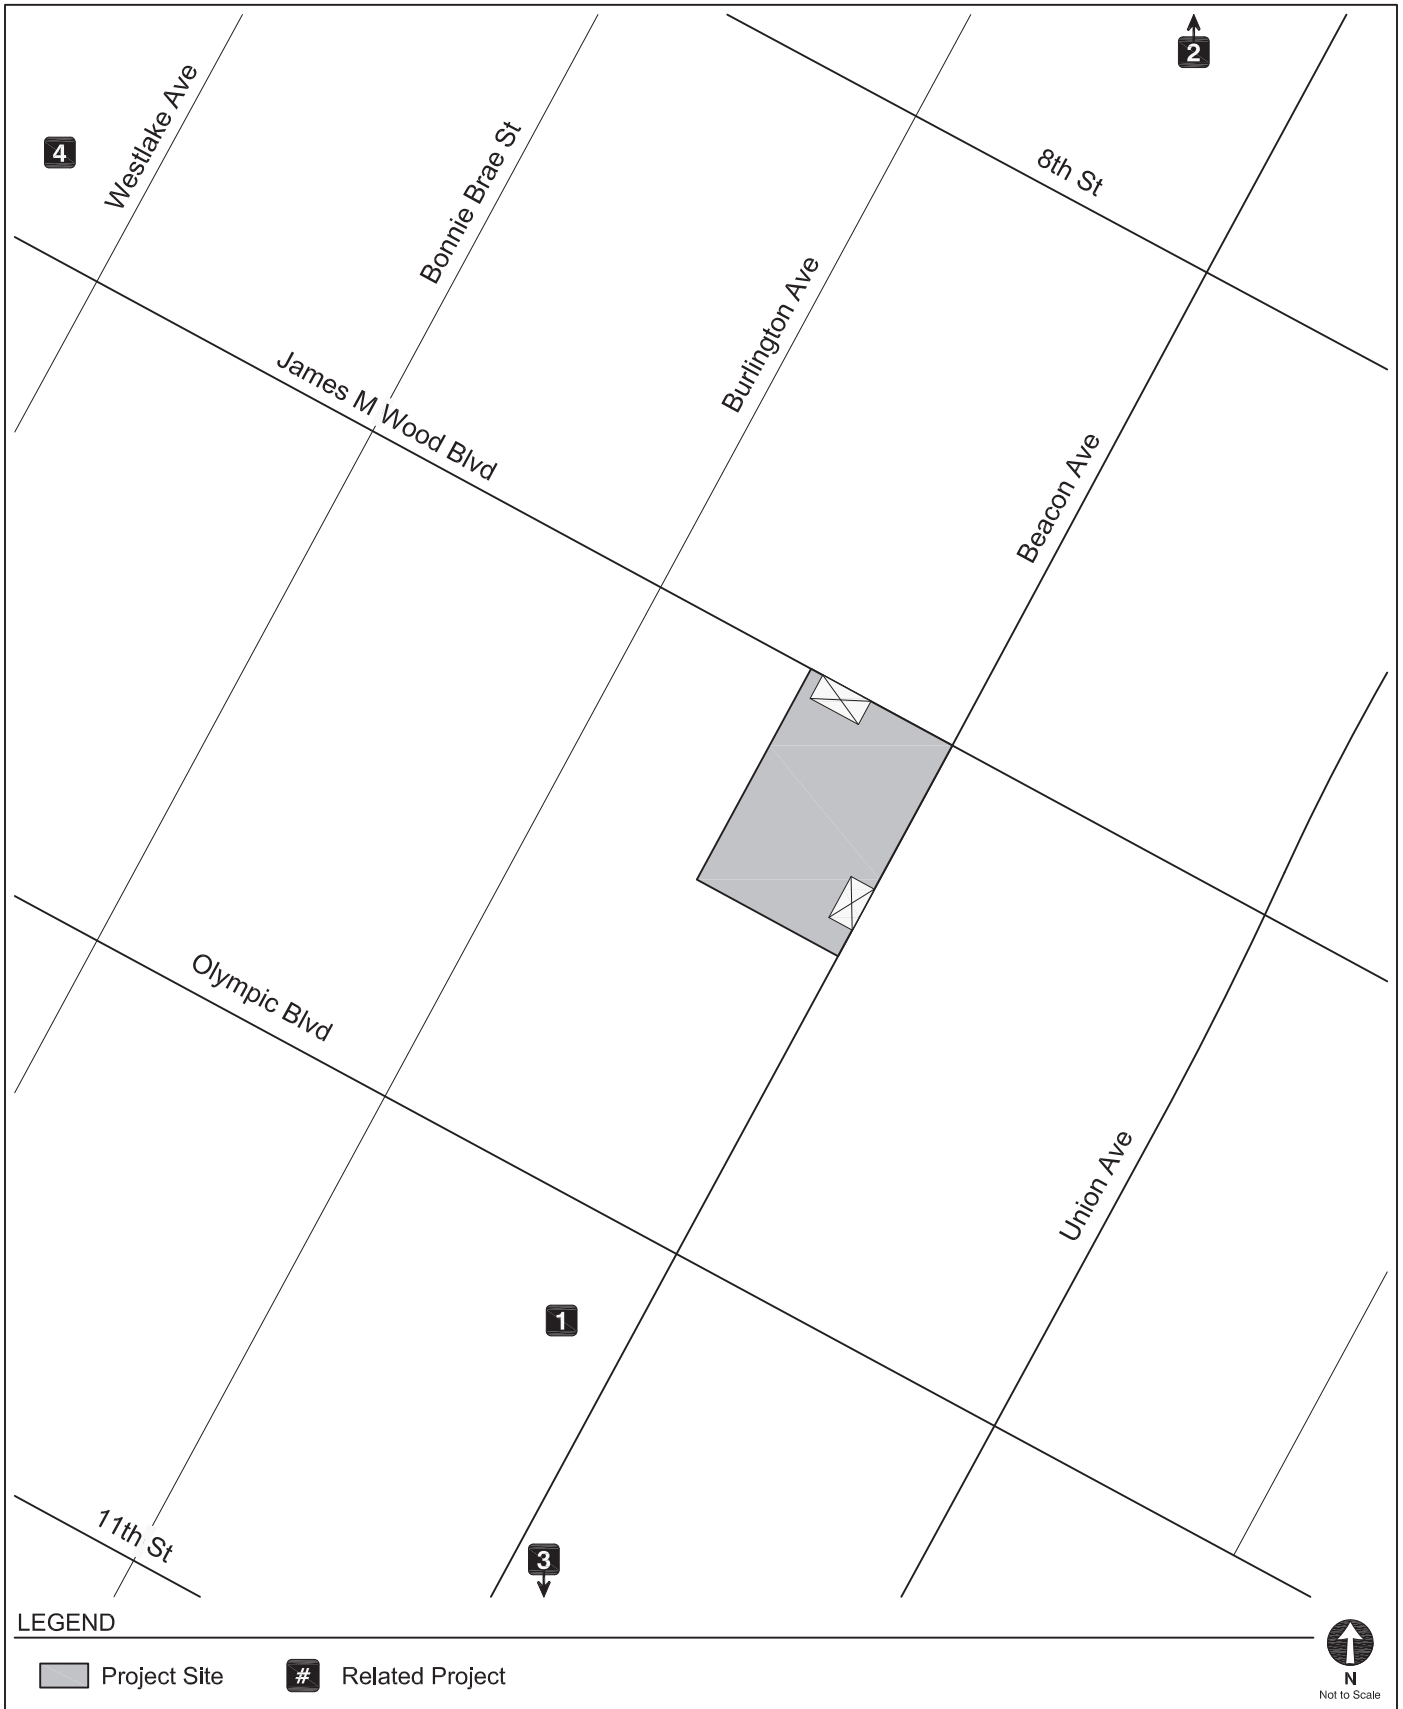 2
Westlake Ave
4
Bonnie Brae St
8th St
Burlington Ave
James M Wood Blvd
Beacon Ave
Olympic Blvd
Union Ave
1
11th St
3
LEGEND
Project Site
# Related Project
N
Not to Scale